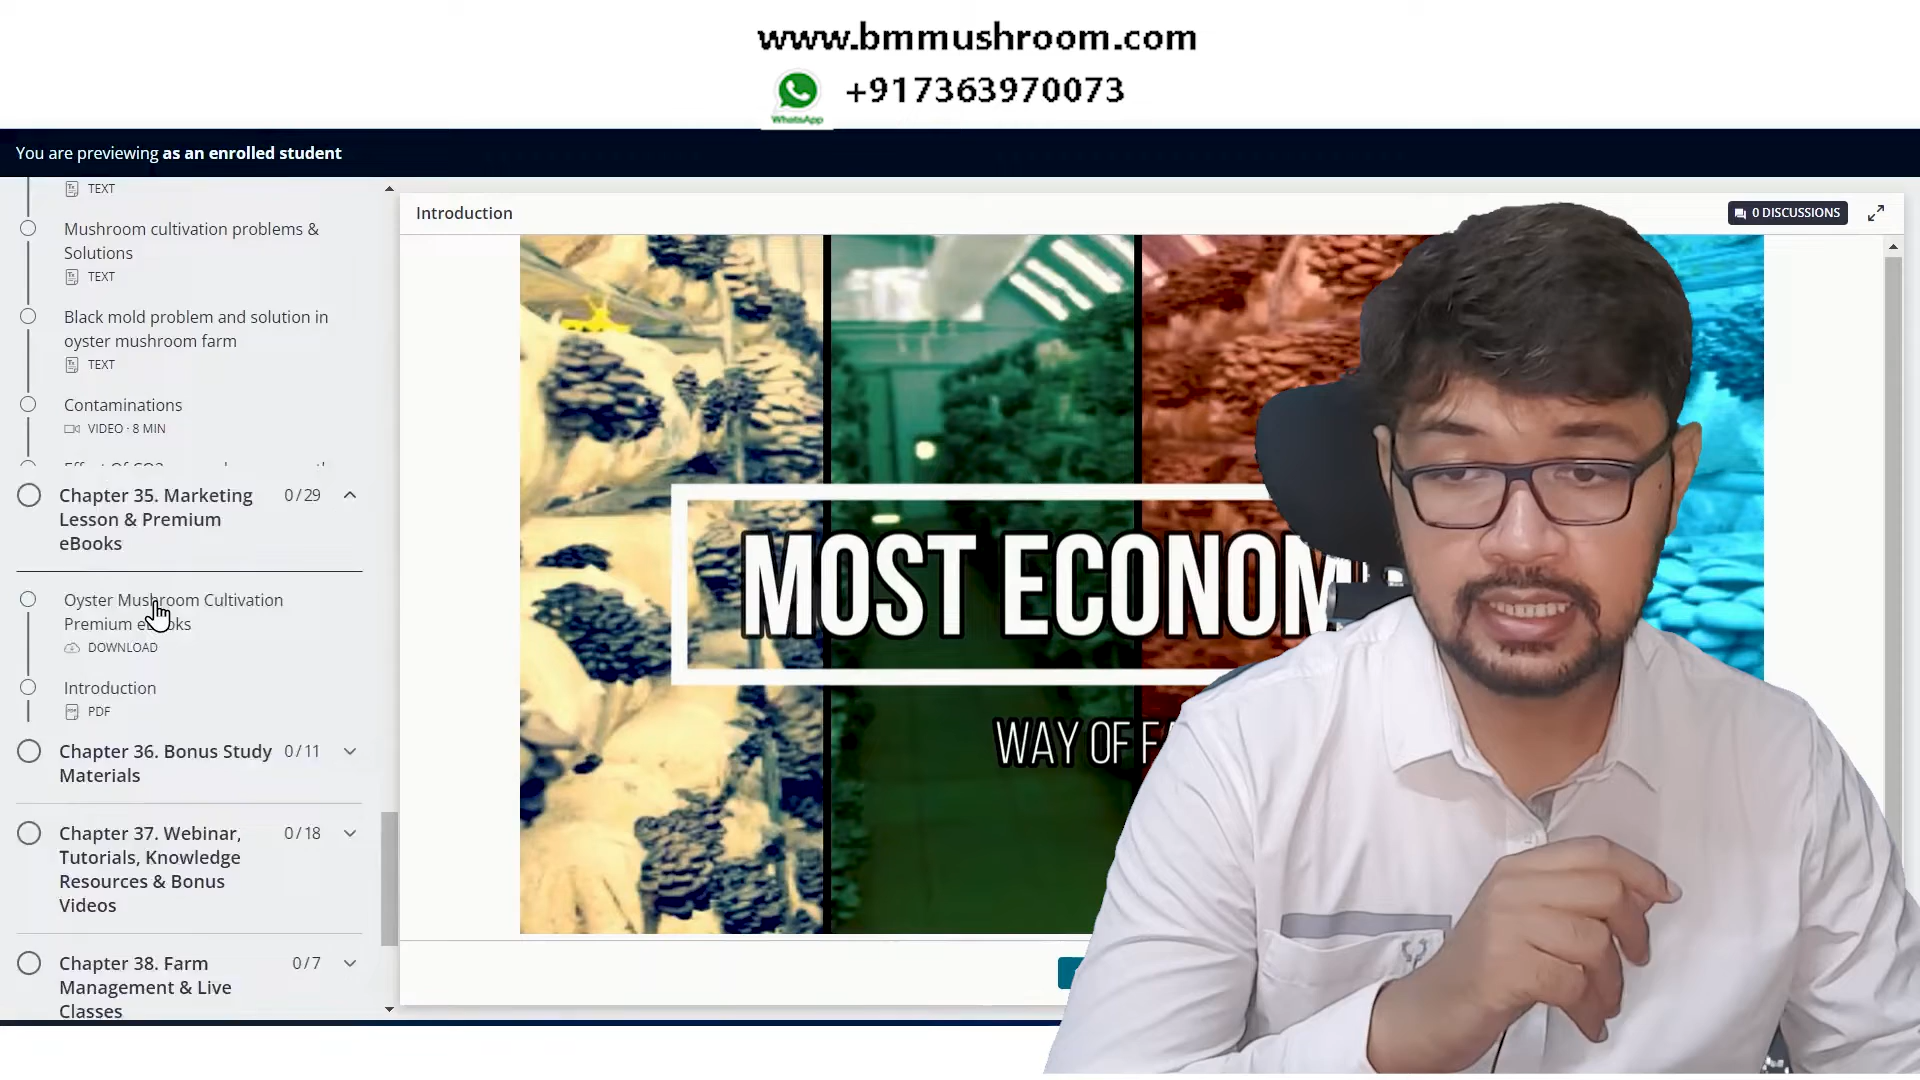 www.bmmushroom.com
WhatsApp
+917363970073
You are previewing as an enrolled student
TEXT
Mushroom cultivation problems &
Solutions
TEXT
Black mold problem and solution in
oyster mushroom farm
TEXT
Contaminations
VIDEO · 8 MIN
Chapter 35. Marketing 0 / 29
Lesson & Premium
eBooks
Oyster Mushroom Cultivation
Premium eBooks
DOWNLOAD
Introduction
PDF
Chapter 36. Bonus Study 0 / 11
Materials
Chapter 37. Webinar, 0 / 18
Tutorials, Knowledge
Resources & Bonus
Videos
Chapter 38. Farm 0 / 7
Management & Live
Classes
Introduction
0 DISCUSSIONS
MOST ECONOM
WAY OF FA